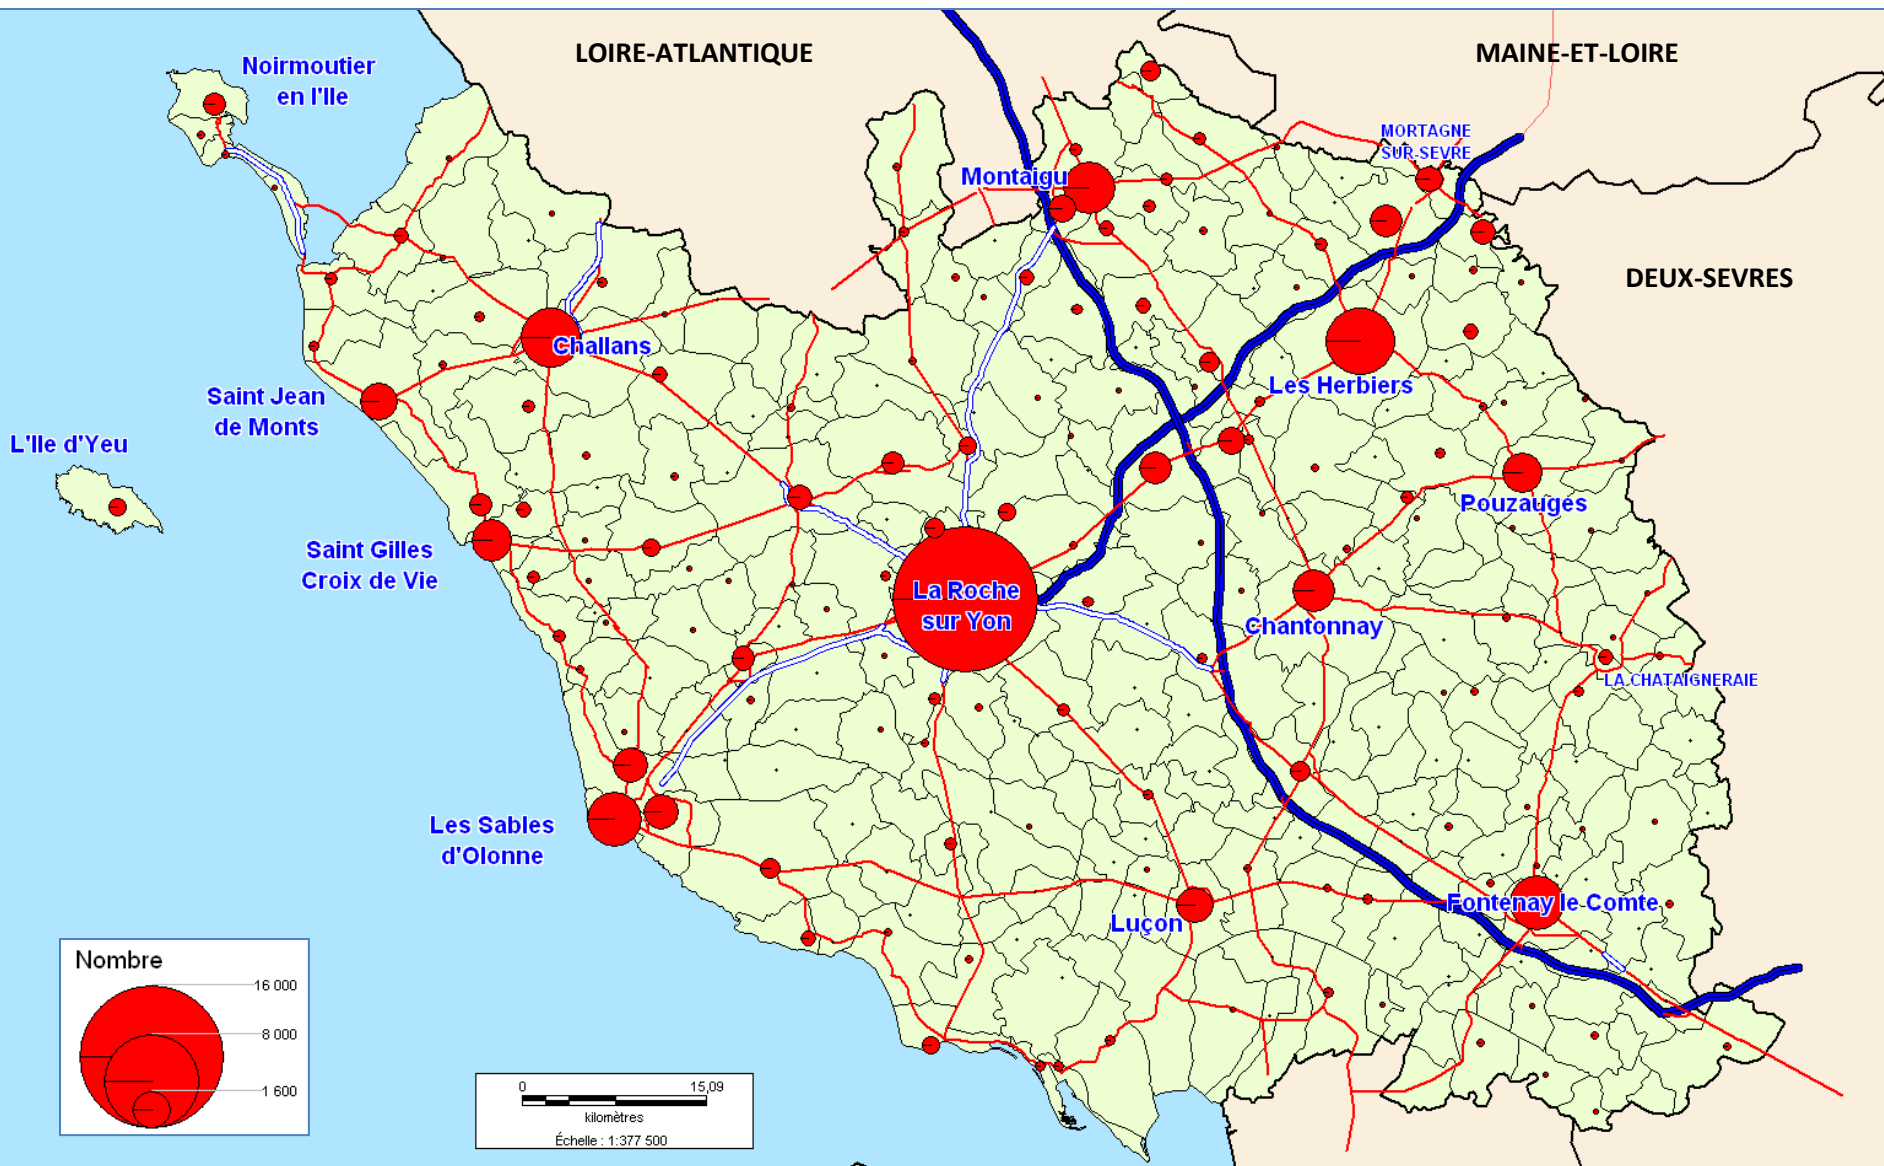 LOIRE-ATLANTIQUE
MAINE-ET-LOIRE
Noirmoutier
en l'Ile
MORTAGNE
SUR-SEVRE
Montaigu
DEUX-SEVRES
Challans
Les Herbiers
Saint Jean
de Monts
L'Ile d'Yeu
Pouzauges
Saint Gilles
Croix de Vie
La Roche
sur Yon
Chantonnay
LA CHATAIGNERAIE
Les Sables
d'Olonne
Fontenay le Comte
Luçon
Nombre
16 000
8 000
1 600
0 15,09
kilomètres
Échelle : 1:377 500